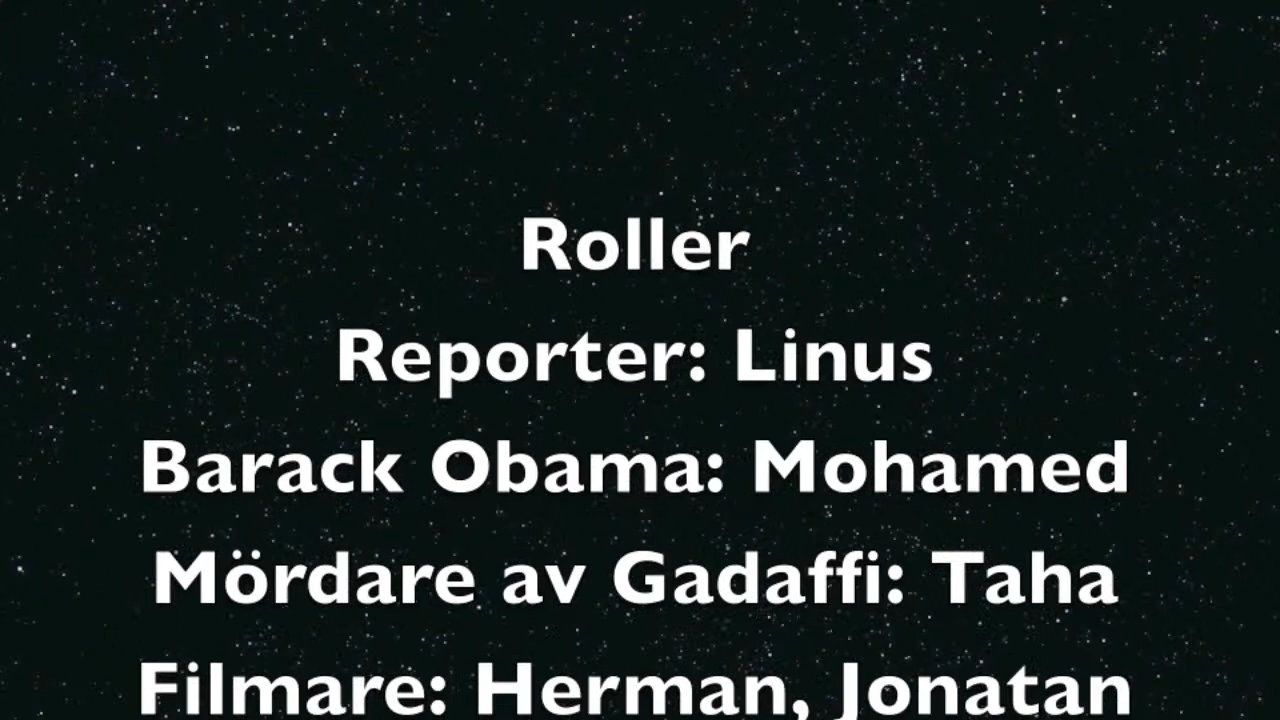 Roller
Reporter: Linus
Barack Obama: Mohamed
Mördare av Gadaffi: Taha
Filmare: Herman, Jonatan